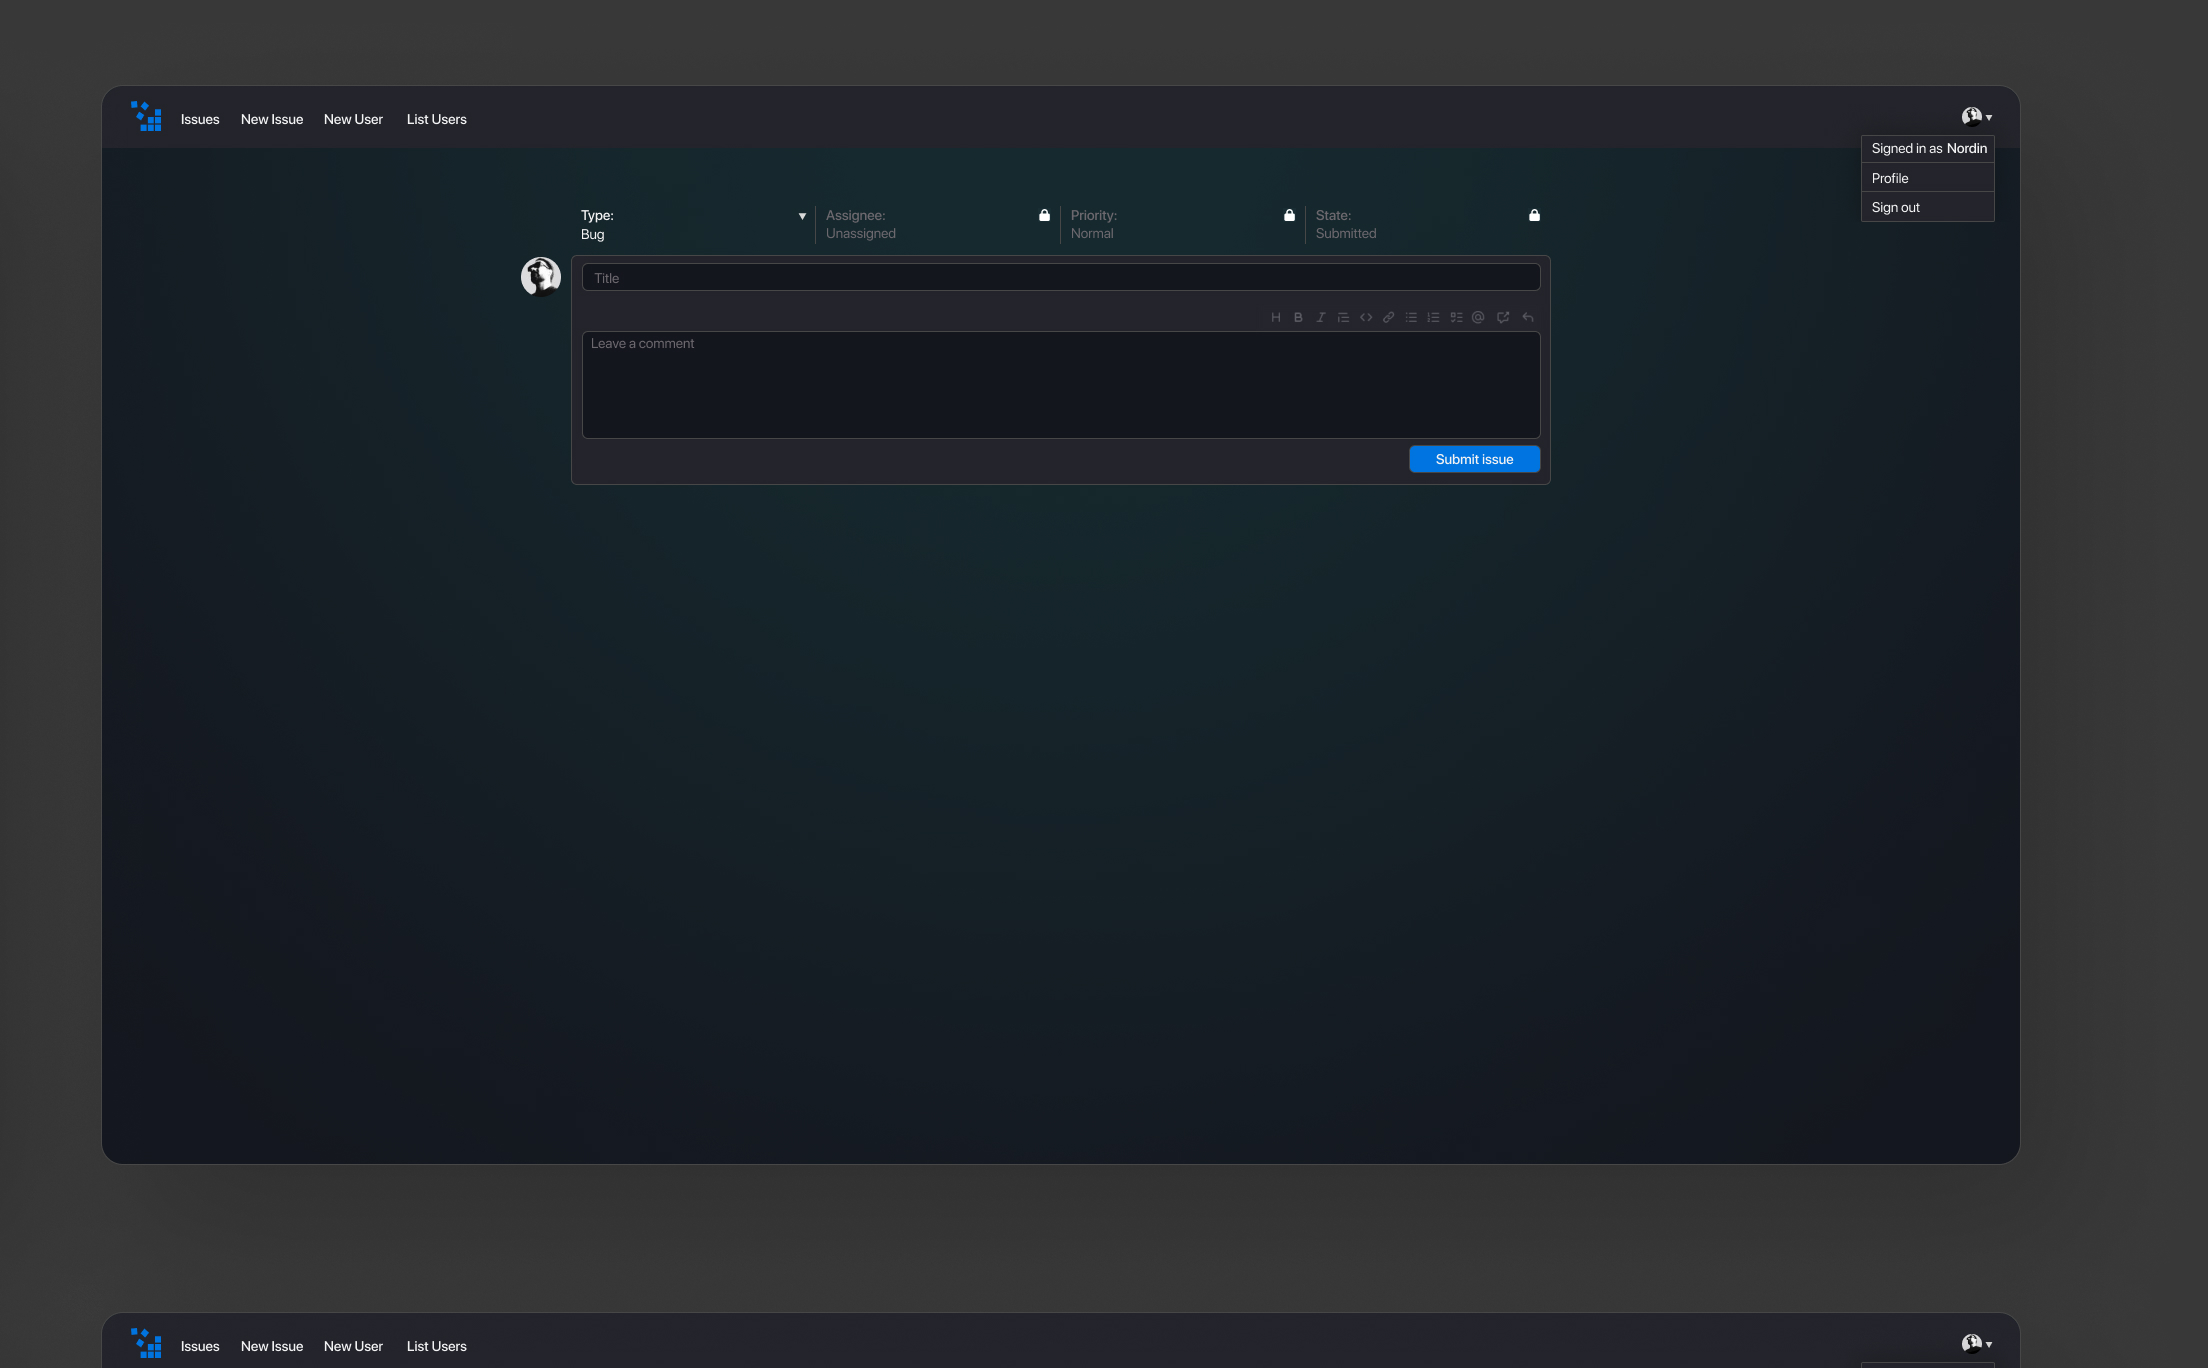 Issues New Issue New User List Users
Signed in as Nordin
Profile
Sign out
Type:
Bug
Assignee:
Unassigned
Priority:
Normal
State:
Submitted
Title
Leave a comment
Submit issue
Issues New Issue New User List Users